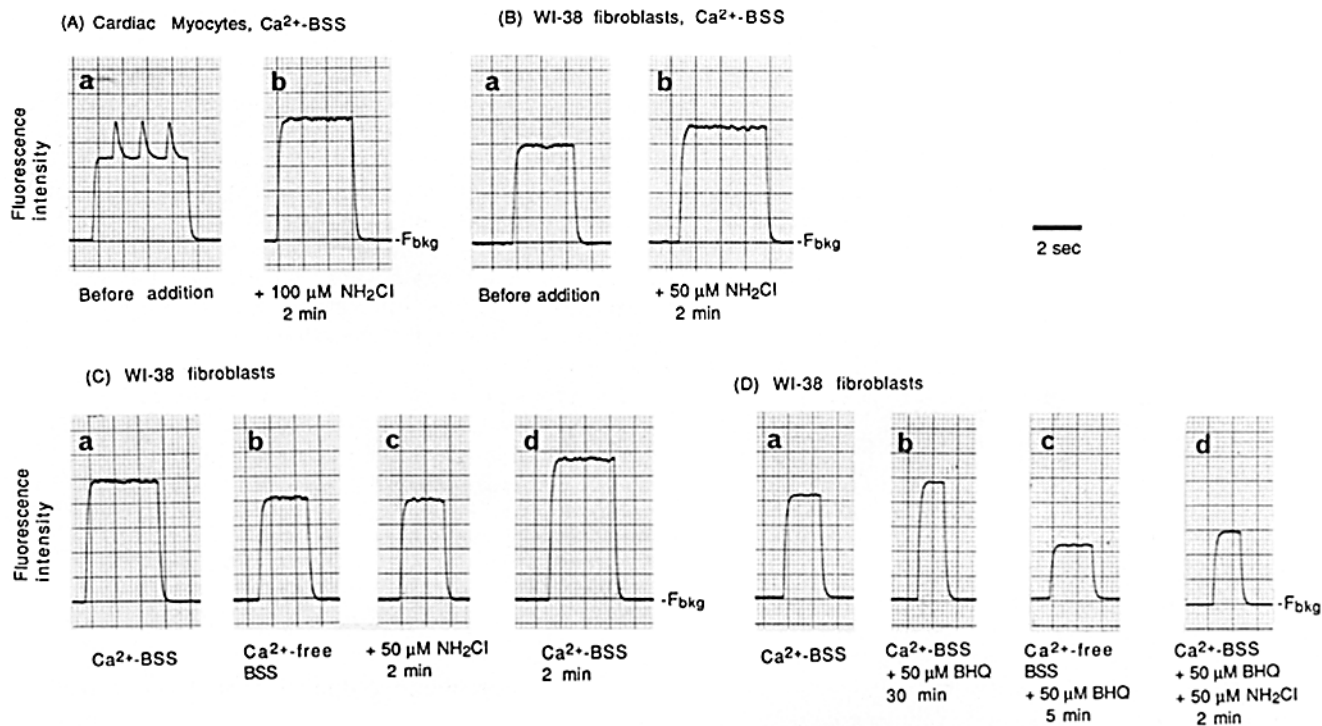 (A) Cardiac Myocytes, Ca²⁺-BSS
(B) WI-38 fibroblasts, Ca²⁺-BSS
a
b
a
b
Fluorescence
intensity
-Fbkg
-Fbkg
2 sec
Before addition
+ 100 μM NH₂Cl
2 min
Before addition
+ 50 μM NH₂Cl
2 min
(C) WI-38 fibroblasts
(D) WI-38 fibroblasts
a
b
c
d
a
b
c
d
Fluorescence
intensity
-Fbkg
-Fbkg
Ca²⁺-BSS
Ca²⁺-free
BSS
+ 50 μM NH₂Cl
2 min
Ca²⁺-BSS
2 min
Ca²⁺-BSS
Ca²⁺-BSS
+ 50 μM BHQ
30 min
Ca²⁺-free
BSS
+ 50 μM BHQ
5 min
Ca²⁺-BSS
+ 50 μM BHQ
+ 50 μM NH₂Cl
2 min